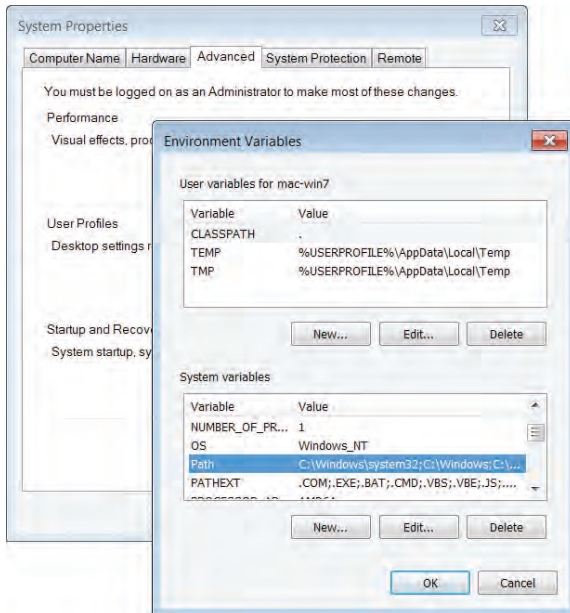 System Properties
Computer Name Hardware Advanced System Protection Remote
You must be logged on as an Administrator to make most of these changes.
Performance
Visual effects, proc
User Profiles
Desktop settings r
Startup and Recov
System startup, sy
Environment Variables
User variables for mac-win7
Variable Value
CLASSPATH .
TEMP %USERPROFILE%\AppData\Local\Temp
TMP %USERPROFILE%\AppData\Local\Temp
New... Edit... Delete
System variables
Variable Value
NUMBER_OF_PR... 1
OS Windows_NT
Path C:\Windows\system32;C:\Windows;C:\...
PATHEXT .COM;.EXE;.BAT;.CMD;.VBS;.VBE;.JS;....
New... Edit... Delete
OK Cancel